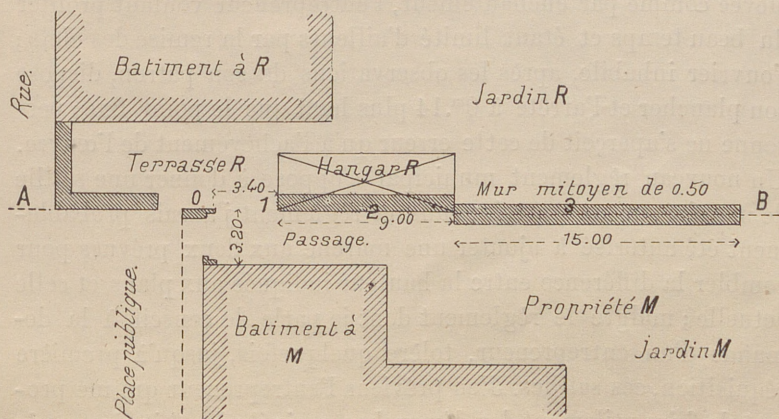 Batiment à R
Rue.
Jardin R
Terrasse R
Hangar R
A
0
3.40
1
2
9.00
Mur mitoyen de 0.50
3
B
3.20
Passage.
15.00
Place publique.
Batiment à
M
Propriété M
Jardin M